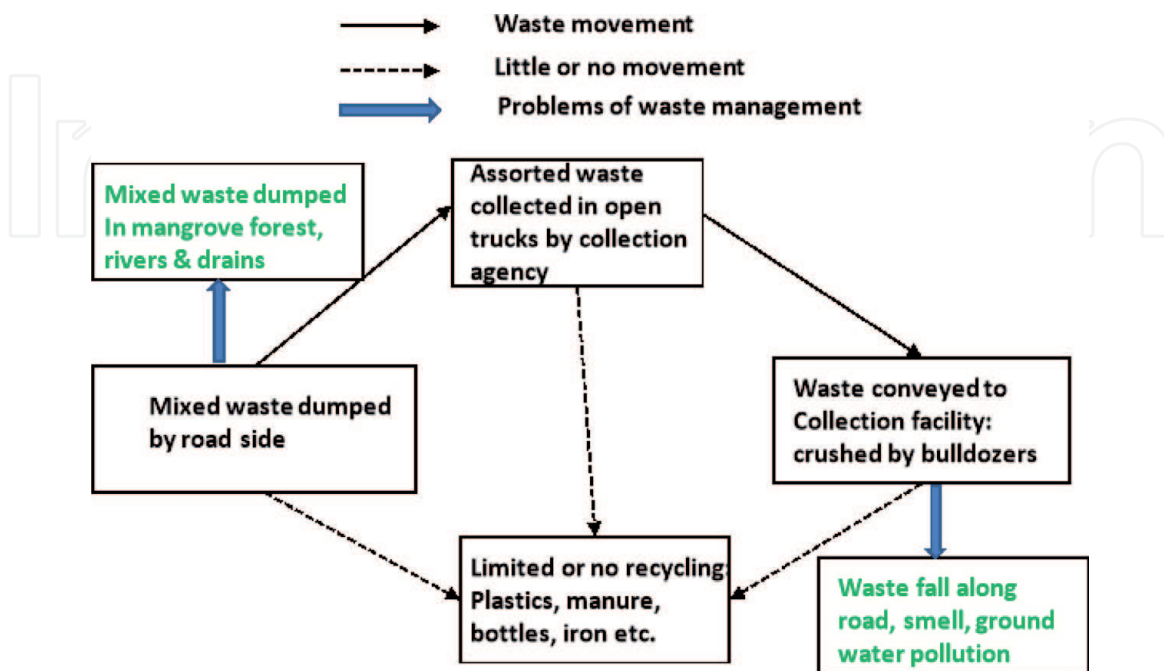 Waste movement
Little or no movement
Problems of waste management
Mixed waste dumped
In mangrove forest,
rivers & drains
Assorted waste
collected in open
trucks by collection
agency
Mixed waste dumped
by road side
Waste conveyed to
Collection facility:
crushed by bulldozers
Limited or no recycling:
Plastics, manure,
bottles, iron etc.
Waste fall along
road, smell, ground
water pollution